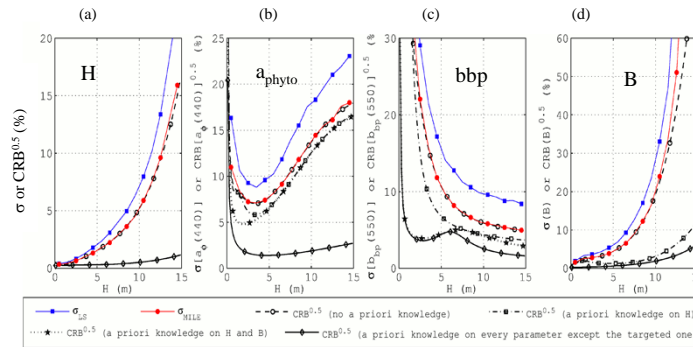 (a) (b) (c) (d)
H
a_phyto
bbp
B
σ or CRB^0.5 (%)
σ[a_ϕ(440)] or CRB[a_ϕ(440)]^0.5 (%)
σ[b_bp(550)] or CRB[b_bp(550)]^0.5 (%)
σ(B) or CRB(B)^0.5 (%)
20
15
10
5
0
25
20
15
10
5
0
30
20
10
0
60
50
40
30
20
10
0
0 5 10 15
0 5 10 15
0 5 10 15
0 5 10 15
H (m) H (m) H (m) H (m)
σ_LS
σ_MILE
CRB^0.5 (no a priori knowledge)
CRB^0.5 (a priori knowledge on H)
CRB^0.5 (a priori knowledge on H and B)
CRB^0.5 (a priori knowledge on every parameter except the targeted one